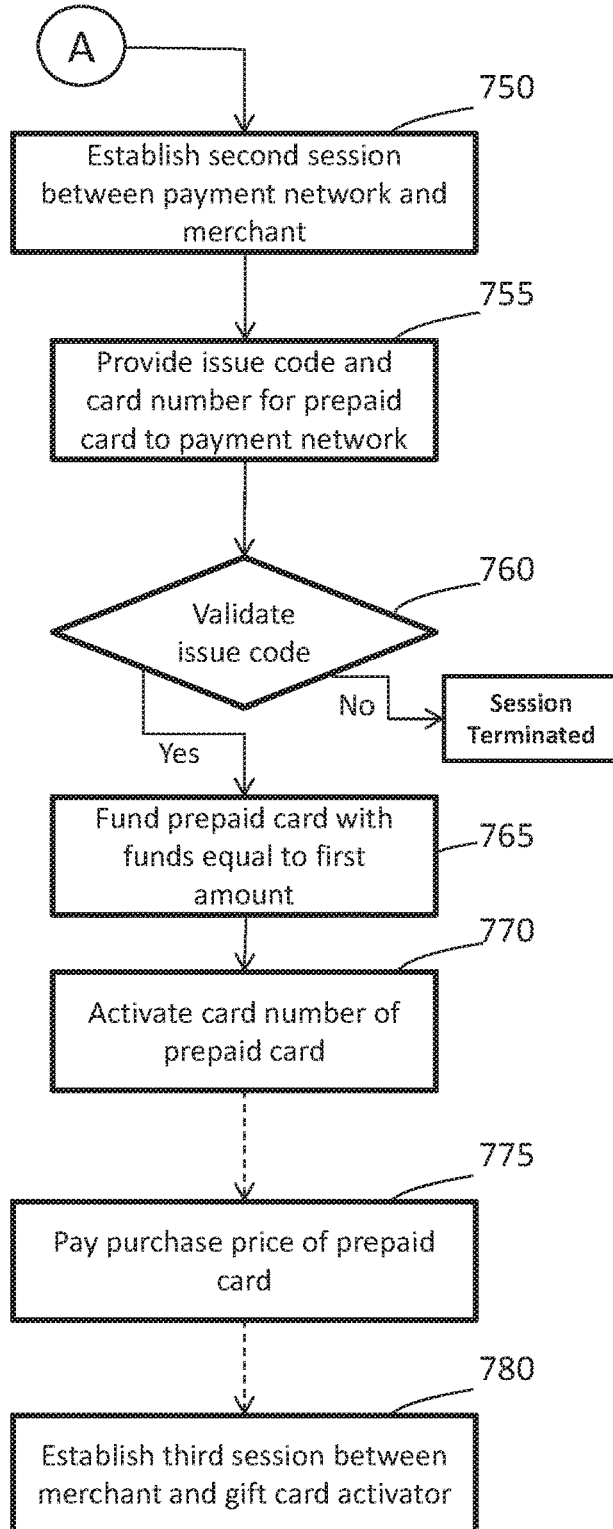 A
750
Establish second session
between payment network and
merchant
755
Provide issue code and
card number for prepaid
card to payment network
760
Validate
issue code
No
Session
Terminated
Yes
Fund prepaid card with
funds equal to first
amount
765
770
Activate card number of
prepaid card
775
Pay purchase price of prepaid
card
780
Establish third session between
merchant and gift card activator